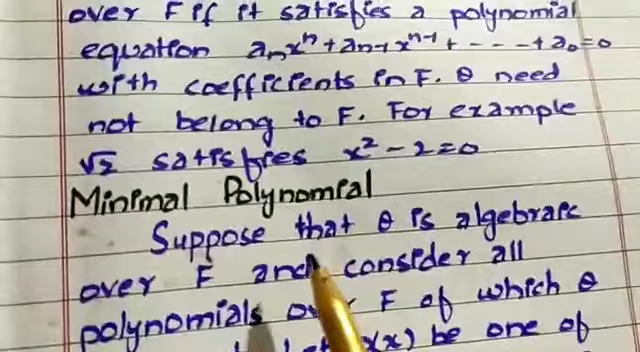 over F if it satisfies a polynomial
equation aₙxⁿ + aₙ₋₁xⁿ⁻¹ + - - - - + a₀ = 0
with coefficients in F. θ need
not belong to F. For example
√2 satisfies x² - 2 = 0
Minimal Polynomial
Suppose that θ is algebraic
over F and consider all
polynomials over F of which θ
be one of